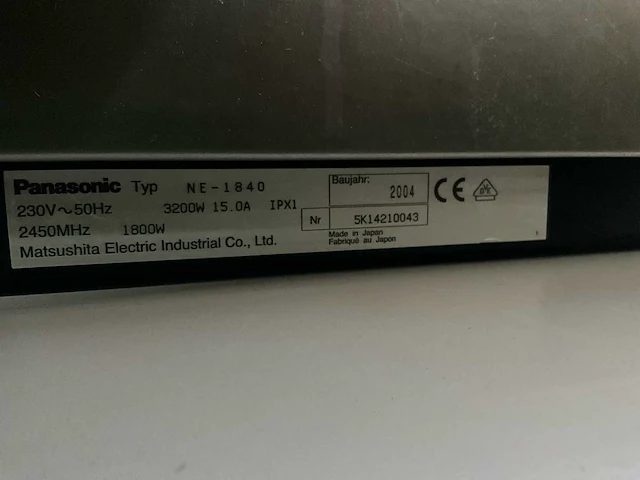 Panasonic Typ NE-1840
230V～50Hz 3200W 15.0A IPX1
2450MHz 1800W
Matsushita Electric Industrial Co., Ltd.
Baujahr: 2004
Nr 5K14210043
Made in Japan
Fabriqué au Japon
CE